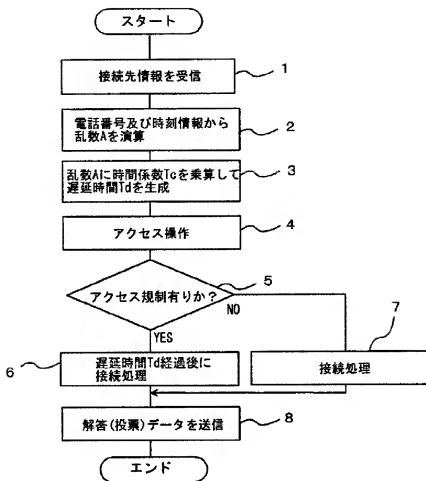 スタート
接続先情報を受信
1
電話番号及び時刻情報から
乱数Aを演算
2
乱数Aに時間係数Tcを乗算して
遅延時間Tdを生成
3
アクセス操作
4
アクセス規制有りか?
5
NO
YES
遅延時間Td経過後に
接続処理
6
接続処理
7
解答(投票)データを送信
8
エンド